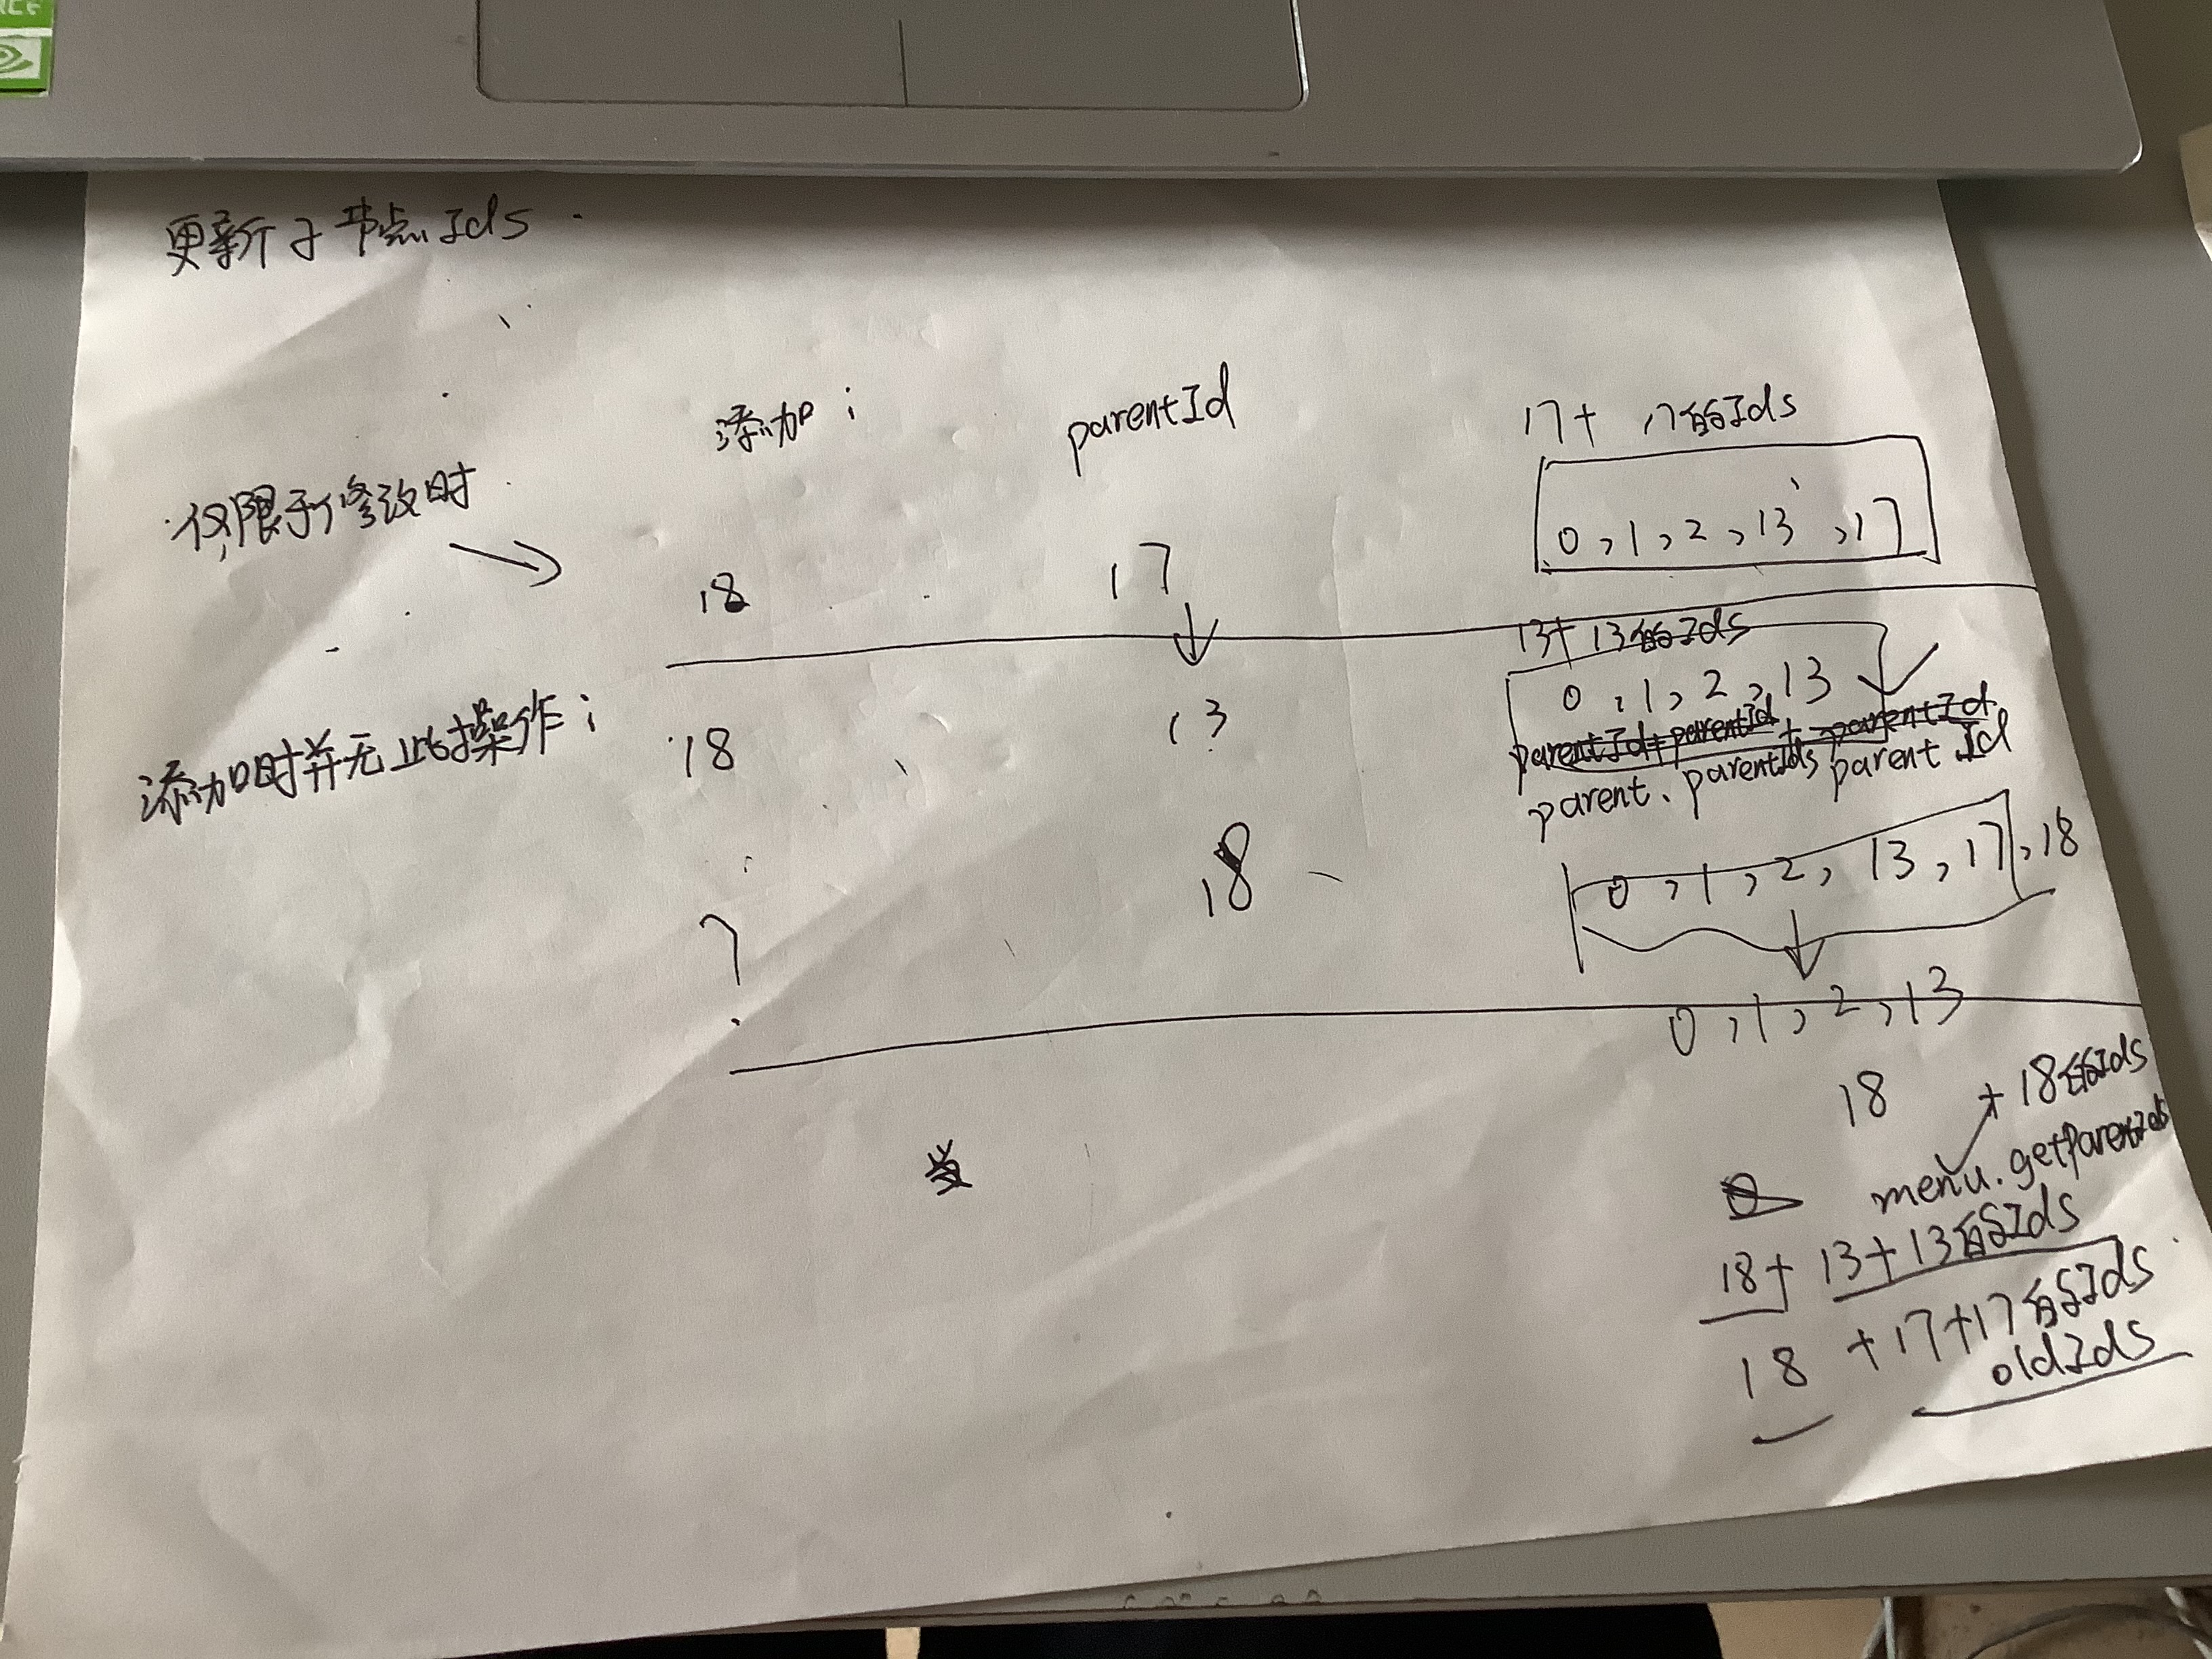 更新子节点Ids
添加: parentId 17+ 17的Ids
仅限于修改时 0,1,2,13,17
18 17
13+ 13的Ids
添加时并无此操作: 18 13 0,1,2,13
parentId+parentId + parentId
parent.parentIds parent Id
? 18 0,1,2,13,17,18
0,1,2,13
18 + 18的Ids
menu.getParentIds
18+ 13+13的Ids
18 +17+17的Ids
oldIds